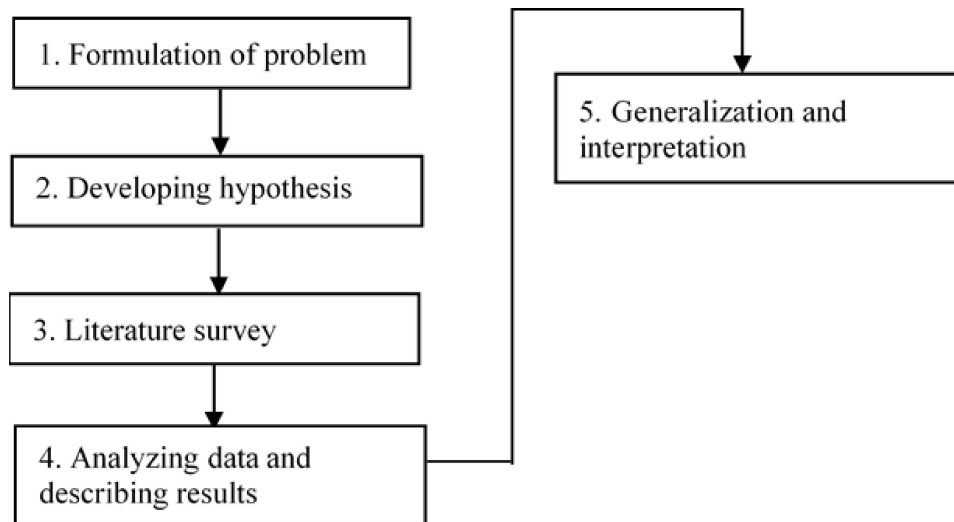 1. Formulation of problem
2. Developing hypothesis
3. Literature survey
4. Analyzing data and
describing results
5. Generalization and
interpretation